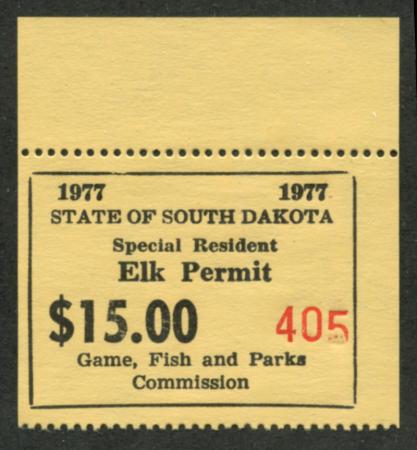 1977 1977
STATE OF SOUTH DAKOTA
Special Resident
Elk Permit
$15.00 405
Game, Fish and Parks
Commission